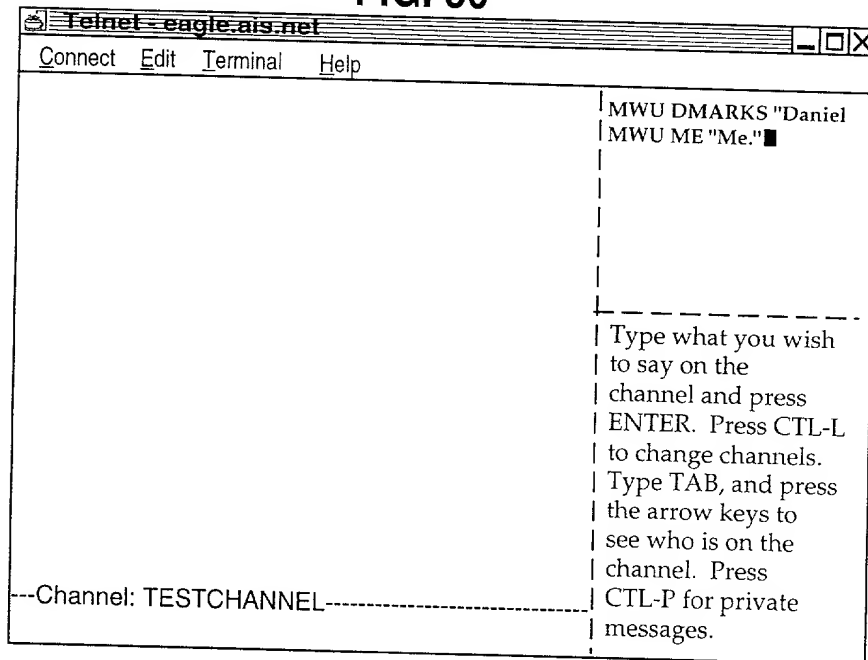 Telnet - eagle.ais.net
Connect Edit Terminal Help
MWU DMARKS "Daniel
MWU ME "Me."
Type what you wish
to say on the
channel and press
ENTER. Press CTL-L
to change channels.
Type TAB, and press
the arrow keys to
see who is on the
channel. Press
CTL-P for private
messages.
---Channel: TESTCHANNEL---